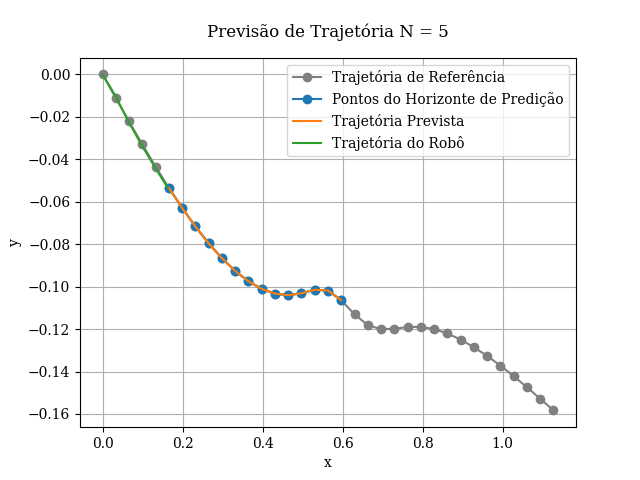 Previsão de Trajetória N = 5
Trajetória de Referência
Pontos do Horizonte de Predição
Trajetória Prevista
Trajetória do Robô
0.00
−0.02
−0.04
−0.06
−0.08
−0.10
−0.12
−0.14
−0.16
y
0.0 0.2 0.4 0.6 0.8 1.0
x